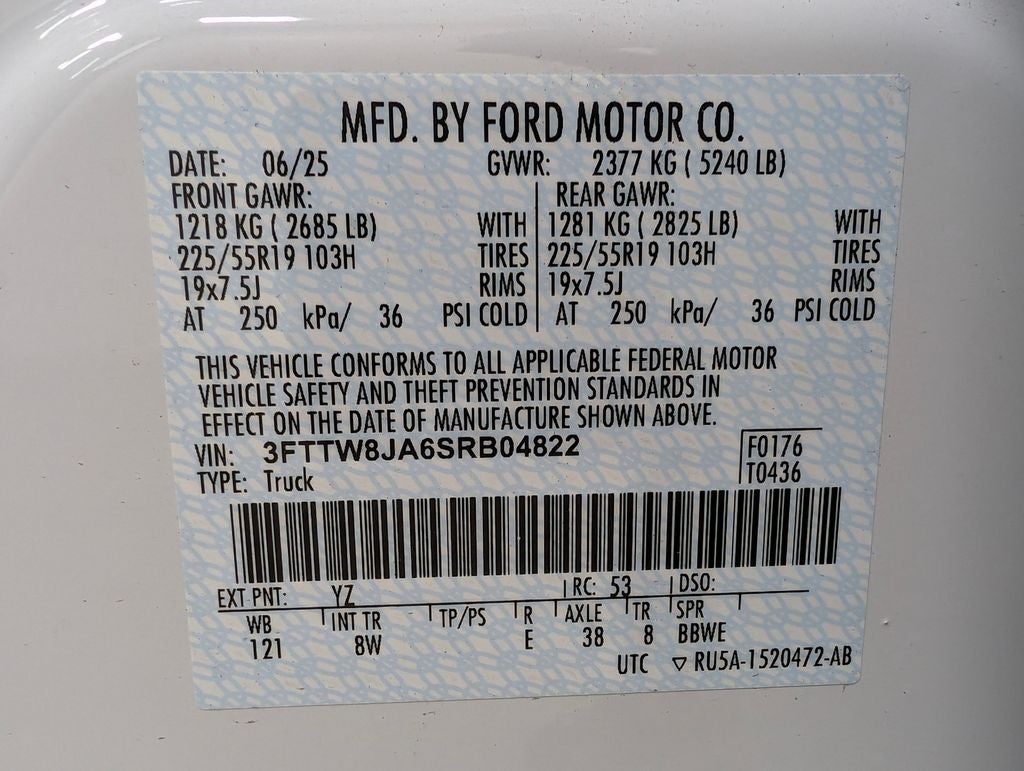 MFD. BY FORD MOTOR CO.
DATE: 06/25 GVWR: 2377 KG ( 5240 LB)
FRONT GAWR: REAR GAWR:
1218 KG ( 2685 LB) WITH 1281 KG ( 2825 LB) WITH
225/55R19 103H TIRES 225/55R19 103H TIRES
19x7.5J RIMS 19x7.5J RIMS
AT 250 kPa/ 36 PSI COLD AT 250 kPa/ 36 PSI COLD
THIS VEHICLE CONFORMS TO ALL APPLICABLE FEDERAL MOTOR
VEHICLE SAFETY AND THEFT PREVENTION STANDARDS IN
EFFECT ON THE DATE OF MANUFACTURE SHOWN ABOVE.
VIN: 3FTTW8JA6SRB04822 F0176
TYPE: Truck T0436
EXT PNT: YZ RC: 53 DSO:
WB INT TR TP/PS R AXLE TR SPR
121 8W E 38 8 BBWE
UTC ▽ RU5A-1520472-AB